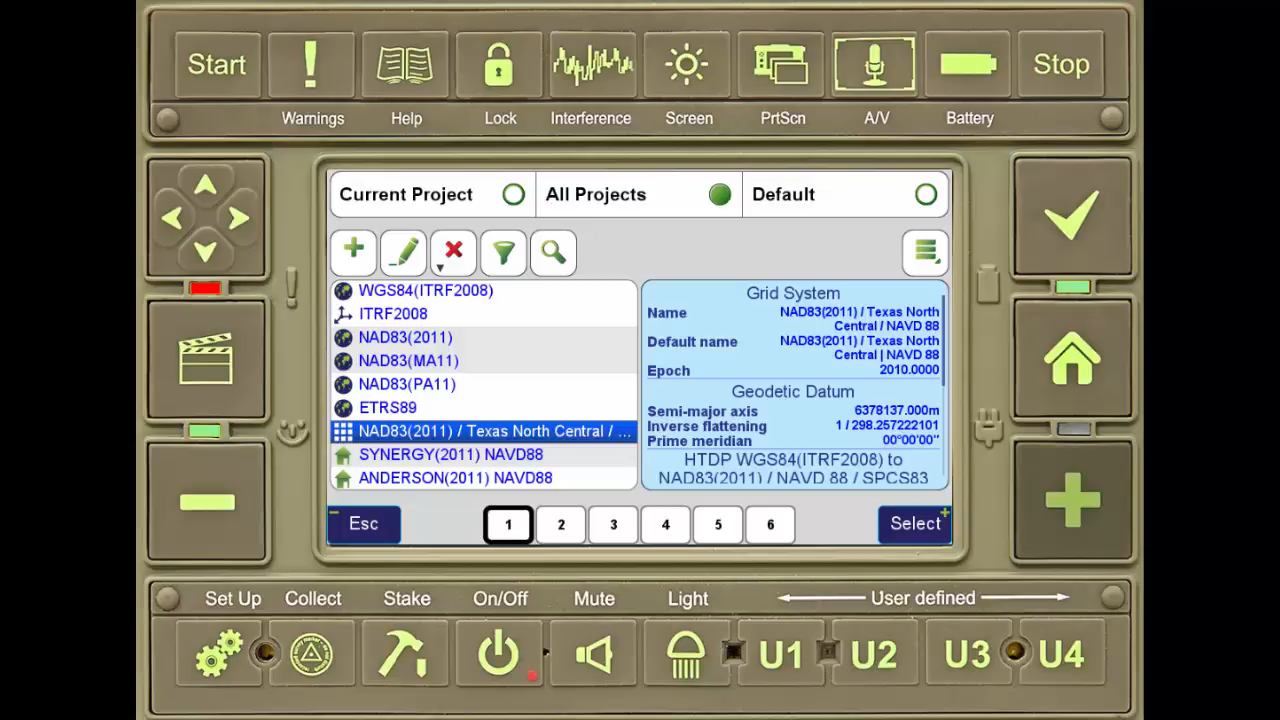 Start
Stop
Warnings
Help
Lock
Interference
Screen
PrtScn
A/V
Battery
Current Project
All Projects
Default
WGS84(ITRF2008)
ITRF2008
NAD83(2011)
NAD83(MA11)
NAD83(PA11)
ETRS89
NAD83(2011) / Texas North Central / ...
SYNERGY(2011) NAVD88
ANDERSON(2011) NAVD88
Grid System
Name NAD83(2011) / Texas North
Central / NAVD 88
Default name NAD83(2011) / Texas North
Central | NAVD 88
Epoch 2010.0000
Geodetic Datum
Semi-major axis 6378137.000m
Inverse flattening 1 / 298.257222101
Prime meridian 00°00'00"
HTDP WGS84(ITRF2008) to
NAD83(2011) / NAVD 88 / SPCS83
Esc
1
2
3
4
5
6
Select
Set Up
Collect
Stake
On/Off
Mute
Light
User defined
U1
U2
U3
U4